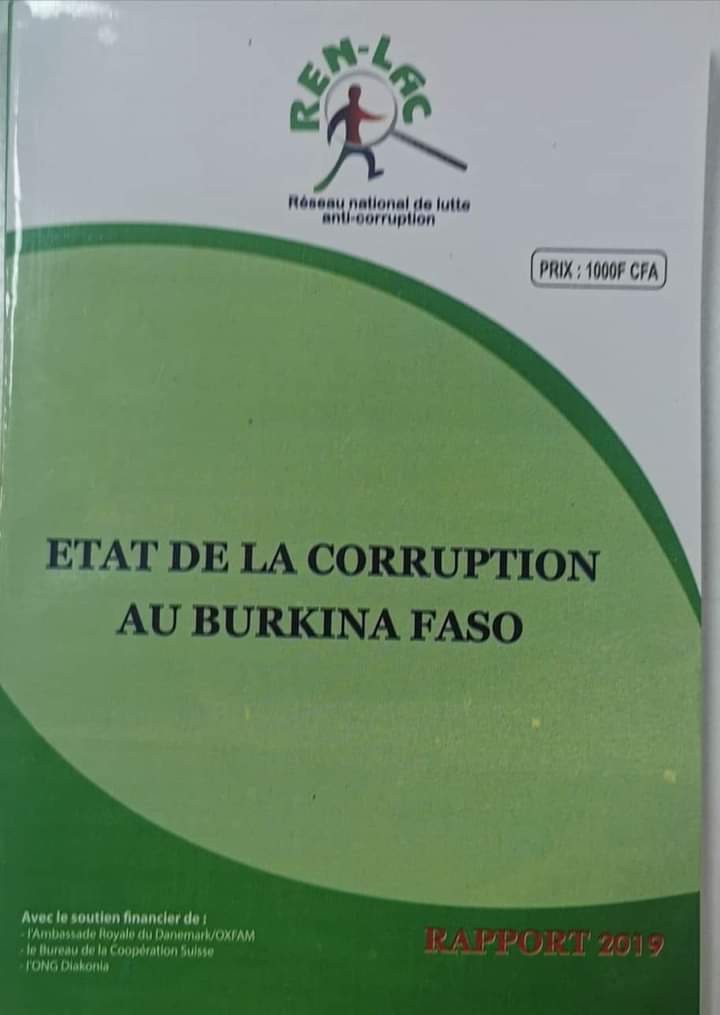 REN-LAC
Réseau national de lutte
anti-corruption
PRIX : 1000F CFA
ETAT DE LA CORRUPTION
AU BURKINA FASO
Avec le soutien financier de :
- l'Ambassade Royale du Danemark/OXFAM
- le Bureau de la Coopération Suisse
- l'ONG Diakonia
RAPPORT 2019